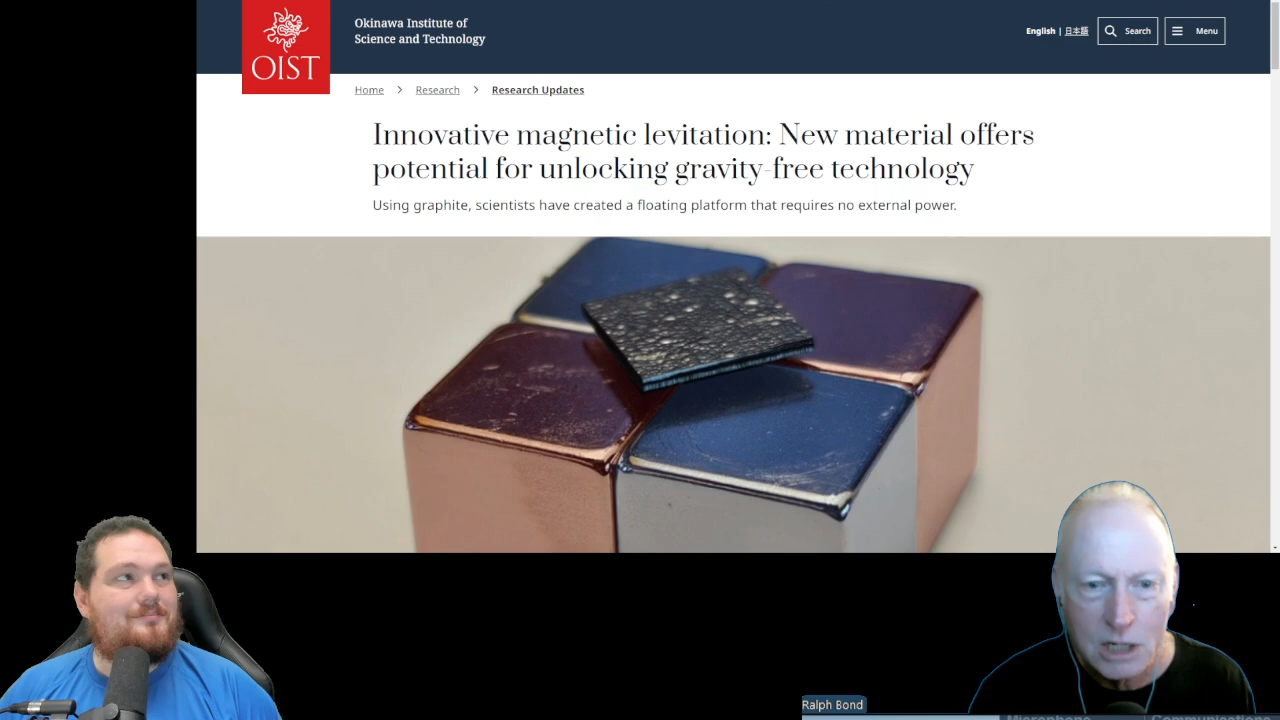 Okinawa Institute of
Science and Technology
OIST
English | 日本語
Search
Menu
Home > Research > Research Updates
Innovative magnetic levitation: New material offers
potential for unlocking gravity-free technology
Using graphite, scientists have created a floating platform that requires no external power.
Ralph Bond